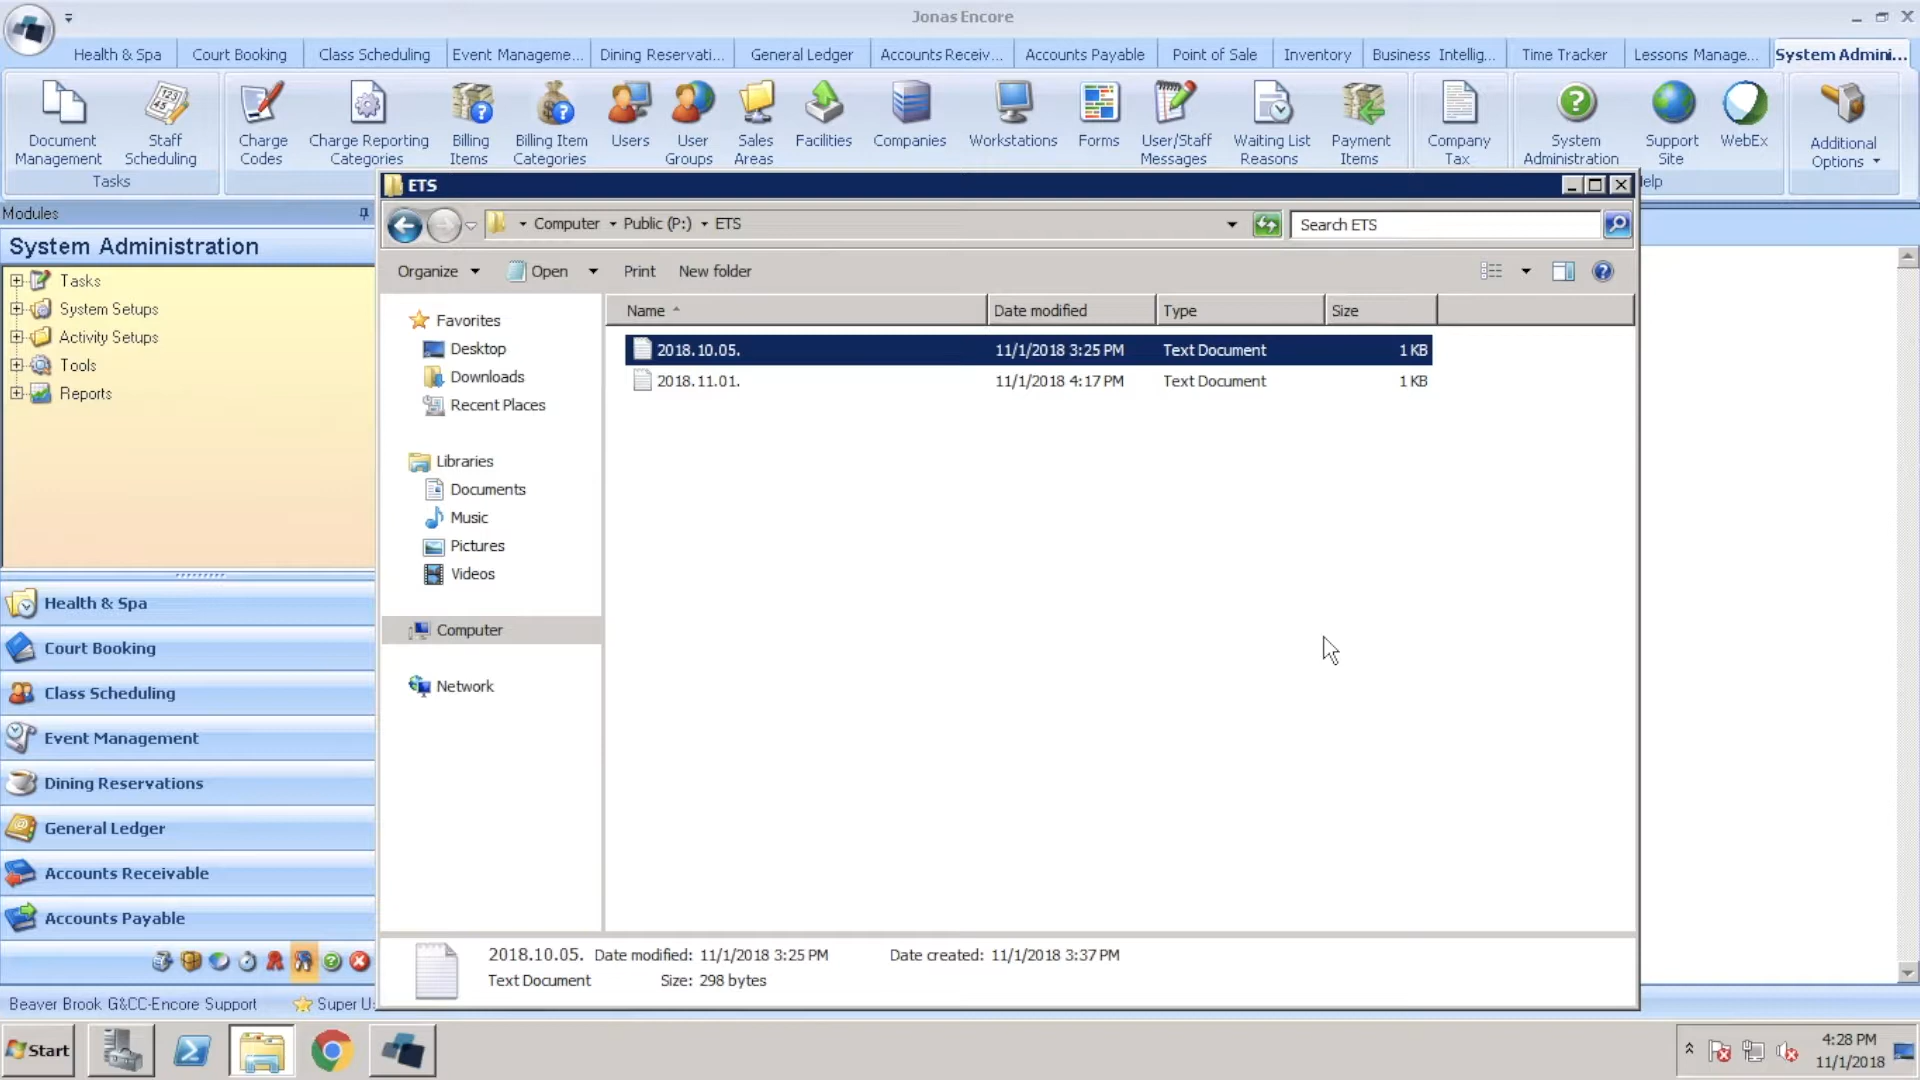 Jonas Encore
Health & Spa
Court Booking
Class Scheduling
Event Manageme...
Dining Reservati...
General Ledger
Accounts Receiv...
Accounts Payable
Point of Sale
Inventory
Business Intellig...
Time Tracker
Lessons Manage...
System Admini...
Document Management
Staff Scheduling
Charge Codes
Charge Reporting Categories
Billing Items
Billing Item Categories
Users
User Groups
Sales Areas
Facilities
Companies
Workstations
Forms
User/Staff Messages
Waiting List Reasons
Payment Items
Company Tax
System Administration
Support Site
WebEx
Additional Options
Tasks
elp
Modules
System Administration
Tasks
System Setups
Activity Setups
Tools
Reports
Health & Spa
Court Booking
Class Scheduling
Event Management
Dining Reservations
General Ledger
Accounts Receivable
Accounts Payable
Beaver Brook G&CC-Encore Support
Super U
ETS
Computer
Public (P:)
ETS
Search ETS
Organize
Open
Print
New folder
Favorites
Desktop
Downloads
Recent Places
Libraries
Documents
Music
Pictures
Videos
Computer
Network
Name
Date modified
Type
Size
2018.10.05. 11/1/2018 3:25 PM Text Document 1 KB
2018.11.01. 11/1/2018 4:17 PM Text Document 1 KB
2018.10.05. Date modified: 11/1/2018 3:25 PM Date created: 11/1/2018 3:37 PM
Text Document Size: 298 bytes
Start
4:28 PM
11/1/2018